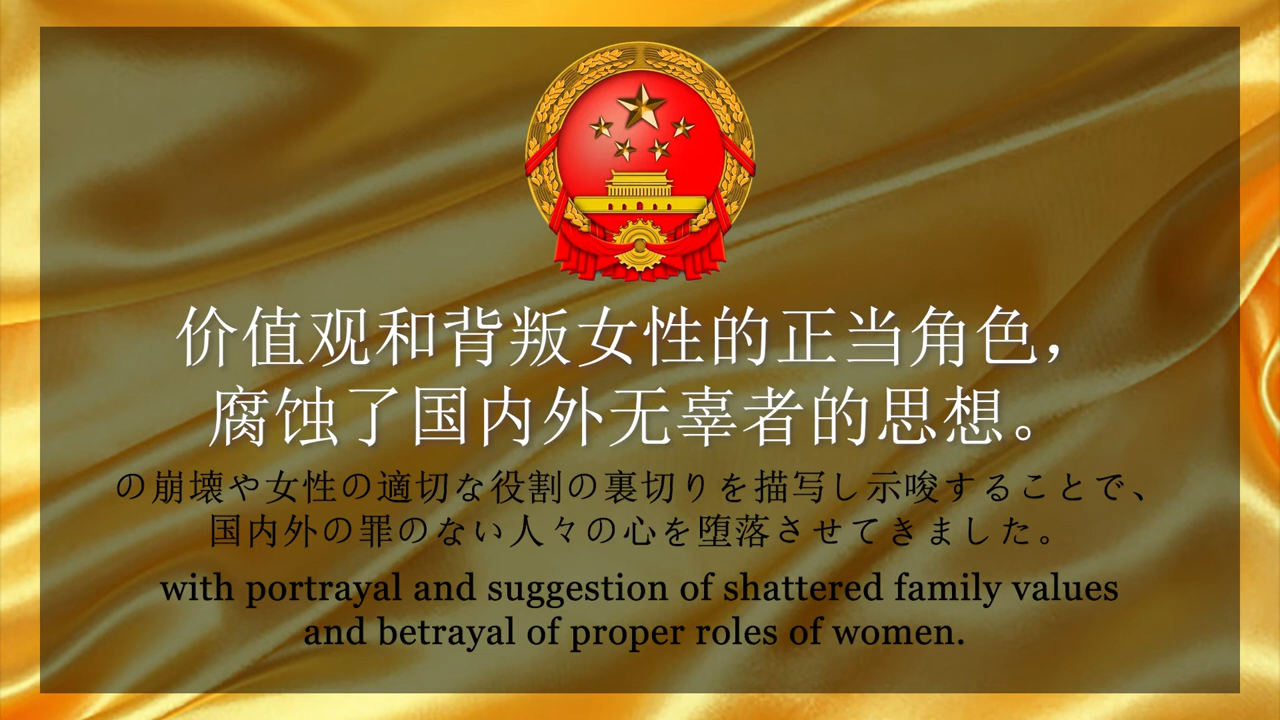 价值观和背叛女性的正当角色，
腐蚀了国内外无辜者的思想。
の崩壊や女性の適切な役割の裏切りを描写し示唆することで、
国内外の罪のない人々の心を堕落させてきました。
with portrayal and suggestion of shattered family values
and betrayal of proper roles of women.